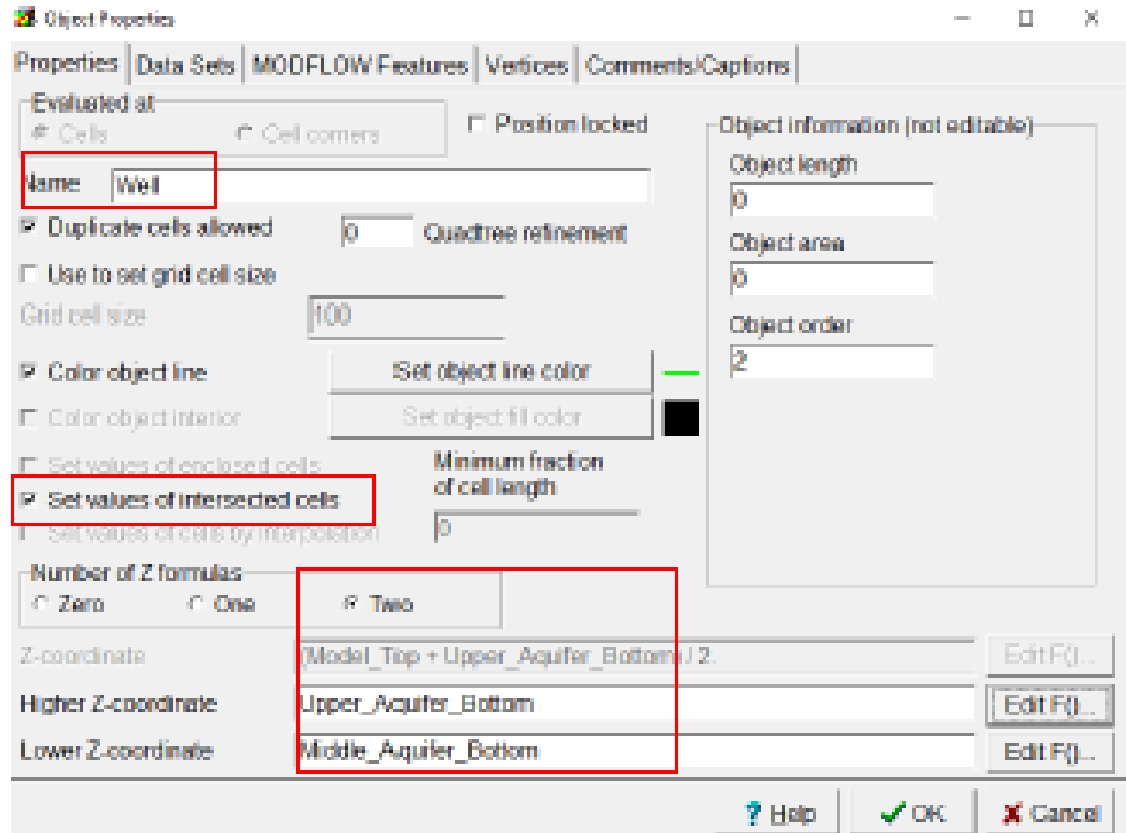 Object Properties
Properties Data Sets MODFLOW Features Vertices Comments/Captions
Evaluated at
Cells Cell corners
Position locked
Object information (not editable)
Name Well
Object length
0
Duplicate cells allowed 0 Quadtree refinement
Object area
0
Use to set grid cell size
Grid cell size 100
Object order
2
Color object line Set object line color
Color object interior Set object fill color
Set values of enclosed cells
Minimum fraction
of cell length
Set values of intersected cells
0
Set values of cells by interpolation
Number of Z formulas
Zero One Two
Z-coordinate (Model_Top + Upper_Aquifer_Bottom) / 2. Edit F()...
Higher Z-coordinate Upper_Aquifer_Bottom Edit F()...
Lower Z-coordinate Middle_Aquifer_Bottom Edit F()...
? Help OK Cancel